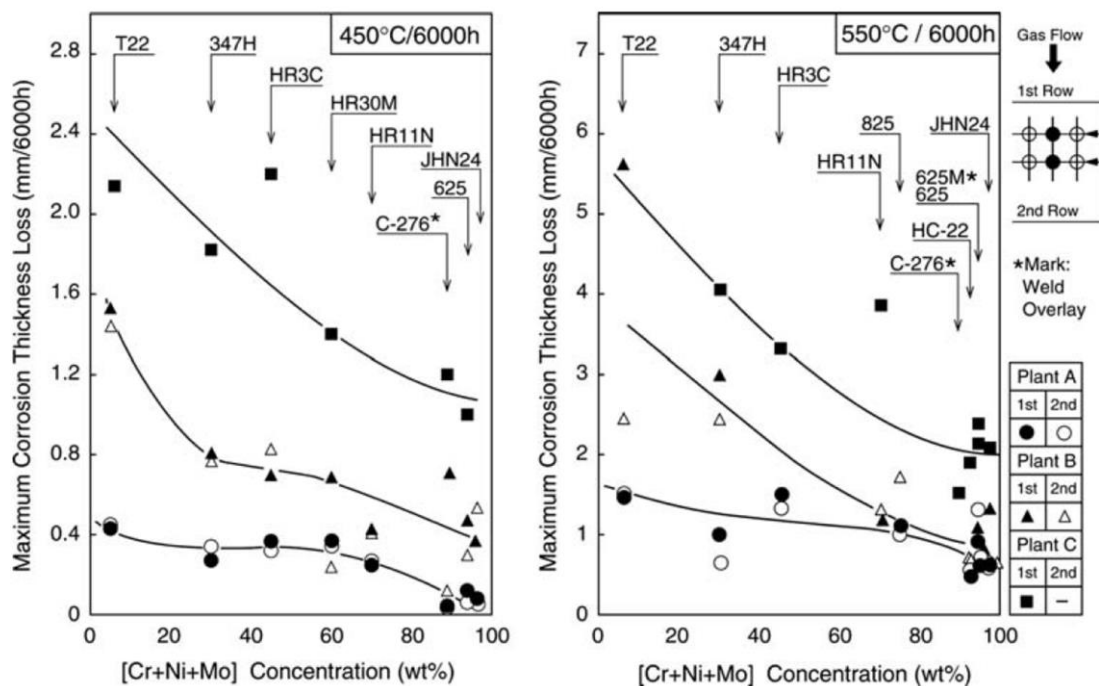 450°C/6000h
T22
347H
HR3C
HR30M
HR11N
JHN24
625
C-276*
Maximum Corrosion Thickness Loss (mm/6000h)
2.8
2.4
2.0
1.6
1.2
0.8
0.4
0
0 20 40 60 80 100
[Cr+Ni+Mo] Concentration (wt%)
550°C / 6000h
T22
347H
HR3C
825
JHN24
HR11N
625M*
625
HC-22
C-276*
Maximum Corrosion Thickness Loss (mm/6000h)
7
6
5
4
3
2
1
0
0 20 40 60 80 100
[Cr+Ni+Mo] Concentration (wt%)
Gas Flow
1st Row
2nd Row
*Mark:
Weld
Overlay
Plant A
1st 2nd
Plant B
1st 2nd
Plant C
1st 2nd
–